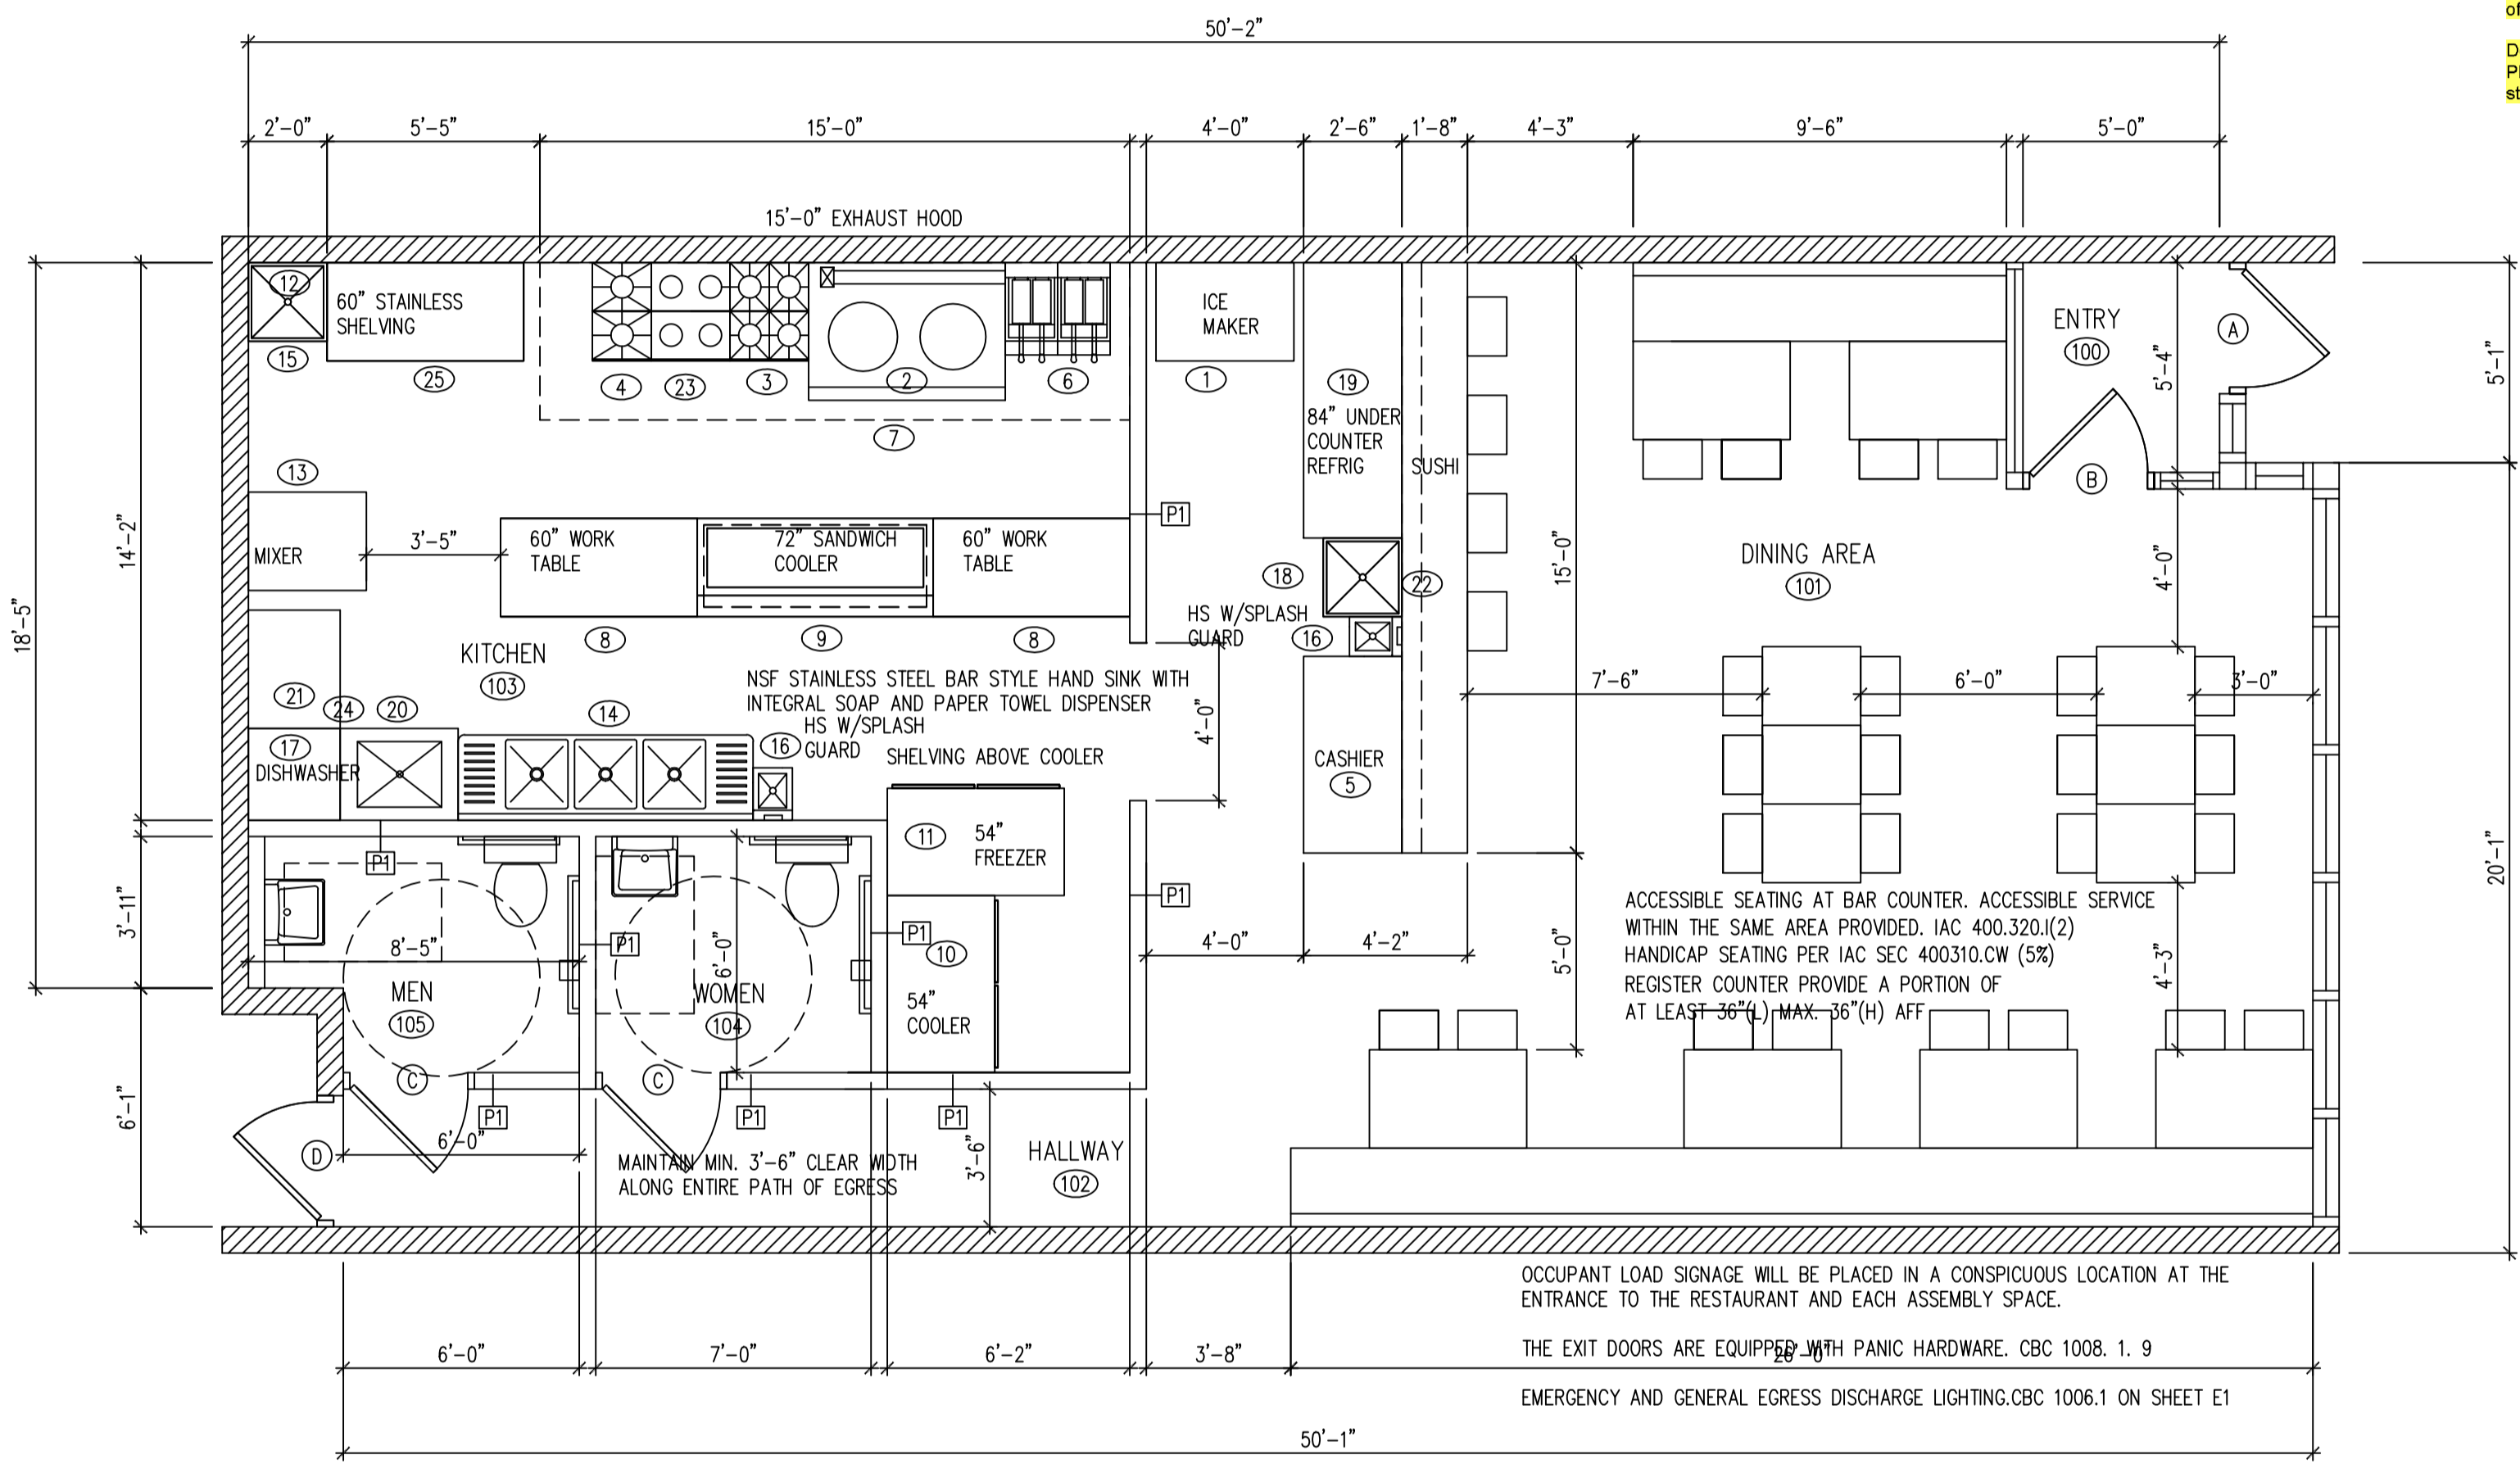 of
D
Pl
st
50'-2"
2'-0" 5'-5" 15'-0" 4'-0" 2'-6" 1'-8" 4'-3" 9'-6" 5'-0"
15'-0" EXHAUST HOOD
12
60" STAINLESS
SHELVING
15
25
4 23 3 2 6
7
ICE
MAKER
1
19
84" UNDER
COUNTER
REFRIG
SUSHI
ENTRY
100
A
5'-4"
5'-1"
B
13
MIXER
3'-5"
60" WORK
TABLE
72" SANDWICH
COOLER
60" WORK
TABLE
P1
14'-2"
18'-5"
8 9 8
18
22
HS W/SPLASH
GUARD
16
15'-0"
DINING AREA
101
4'-0"
KITCHEN
103
NSF STAINLESS STEEL BAR STYLE HAND SINK WITH
INTEGRAL SOAP AND PAPER TOWEL DISPENSER
HS W/SPLASH
GUARD
16
SHELVING ABOVE COOLER
4'-0"
21
24
20
14
17
DISHWASHER
CASHIER
5
7'-6" 6'-0" 3'-0"
11
54"
FREEZER
P1
P1
P1
P1
3'-11"
8'-5"
6'-0"
10
54"
COOLER
4'-0" 4'-2"
5'-0"
20'-1"
ACCESSIBLE SEATING AT BAR COUNTER. ACCESSIBLE SERVICE
WITHIN THE SAME AREA PROVIDED. IAC 400.320.I(2)
HANDICAP SEATING PER IAC SEC 400310.CW (5%)
REGISTER COUNTER PROVIDE A PORTION OF
AT LEAST 36"(L) MAX. 36"(H) AFF
4'-3"
MEN
105
WOMEN
104
C
C
P1
P1
P1
6'-1"
D
6'-0"
MAINTAIN MIN. 3'-6" CLEAR WIDTH
ALONG ENTIRE PATH OF EGRESS
3'-6"
HALLWAY
102
OCCUPANT LOAD SIGNAGE WILL BE PLACED IN A CONSPICUOUS LOCATION AT THE
ENTRANCE TO THE RESTAURANT AND EACH ASSEMBLY SPACE.
THE EXIT DOORS ARE EQUIPPED WITH PANIC HARDWARE. CBC 1008. 1. 9
6'-0" 7'-0" 6'-2" 3'-8" 26'-0"
EMERGENCY AND GENERAL EGRESS DISCHARGE LIGHTING.CBC 1006.1 ON SHEET E1
50'-1"